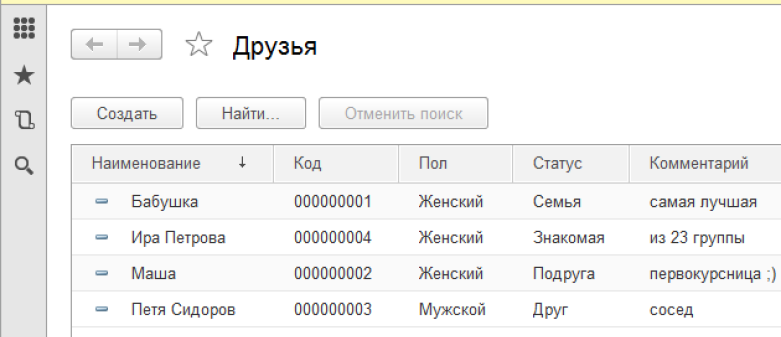 Друзья
Создать Найти... Отменить поиск
Наименование ↓ Код Пол Статус Комментарий
Бабушка 000000001 Женский Семья самая лучшая
Ира Петрова 000000004 Женский Знакомая из 23 группы
Маша 000000002 Женский Подруга первокурсница ;)
Петя Сидоров 000000003 Мужской Друг сосед